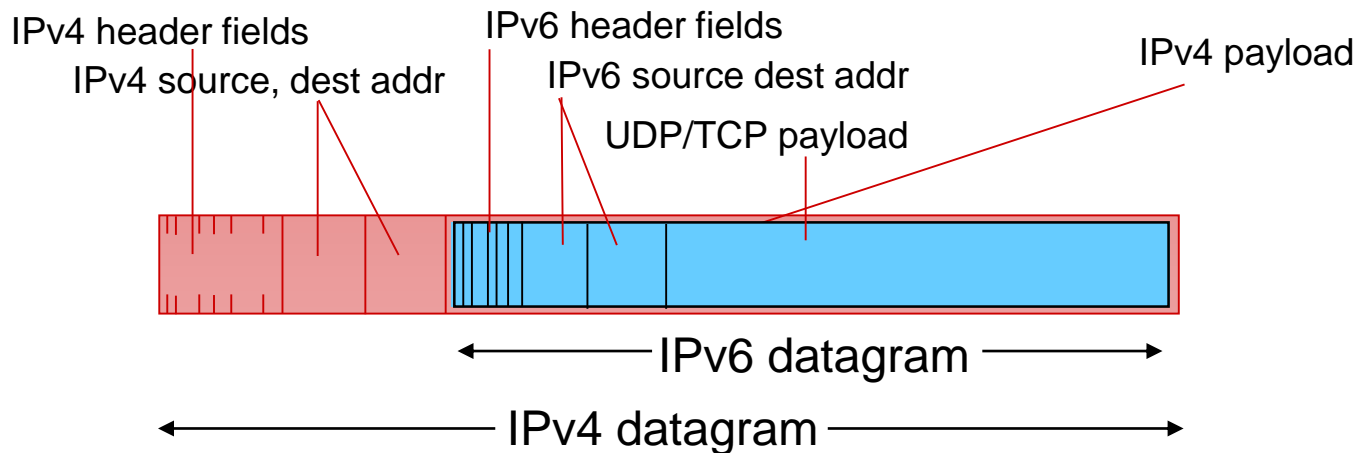 IPv4 header fields
IPv6 header fields
IPv4 payload
IPv4 source, dest addr
IPv6 source dest addr
UDP/TCP payload
IPv6 datagram
IPv4 datagram